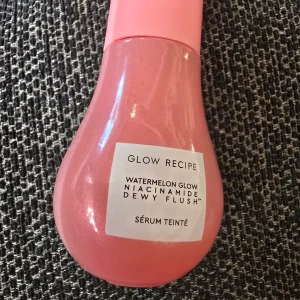 GLOW RECIPE
WATERMELON GLOW
NIACINAMIDE
DEWY FLUSH™
SÉRUM TEINTÉ